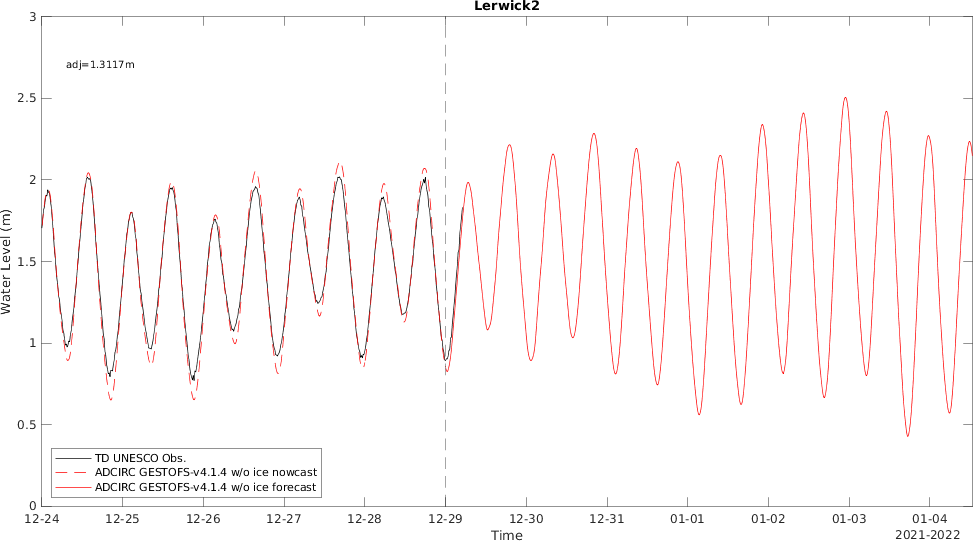 Lerwick2
adj=1.3117m
3
2.5
2
1.5
1
0.5
0
Water Level (m)
TD UNESCO Obs.
ADCIRC GESTOFS-v4.1.4 w/o ice nowcast
ADCIRC GESTOFS-v4.1.4 w/o ice forecast
12-24 12-25 12-26 12-27 12-28 12-29 12-30 12-31 01-01 01-02 01-03 01-04
Time
2021-2022